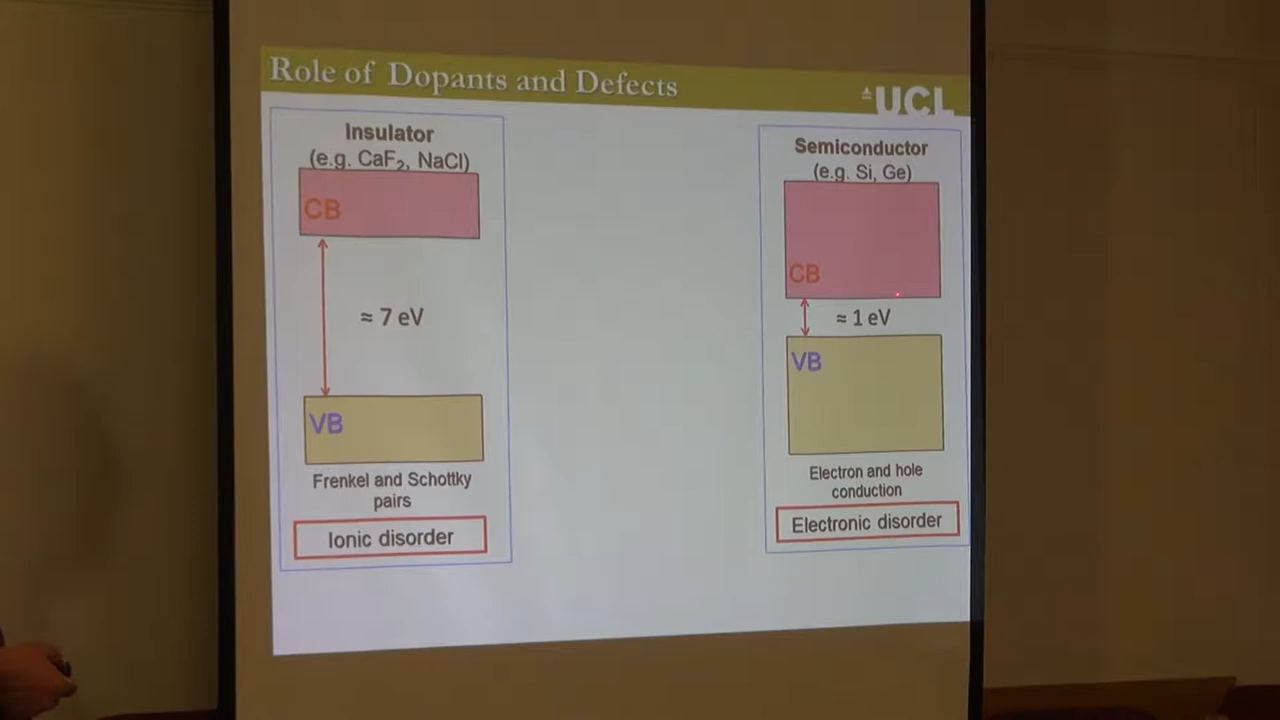 Role of Dopants and Defects
UCL
Insulator
(e.g. CaF₂, NaCl)
CB
≈ 7 eV
VB
Frenkel and Schottky
pairs
Ionic disorder
Semiconductor
(e.g. Si, Ge)
CB
≈ 1 eV
VB
Electron and hole
conduction
Electronic disorder